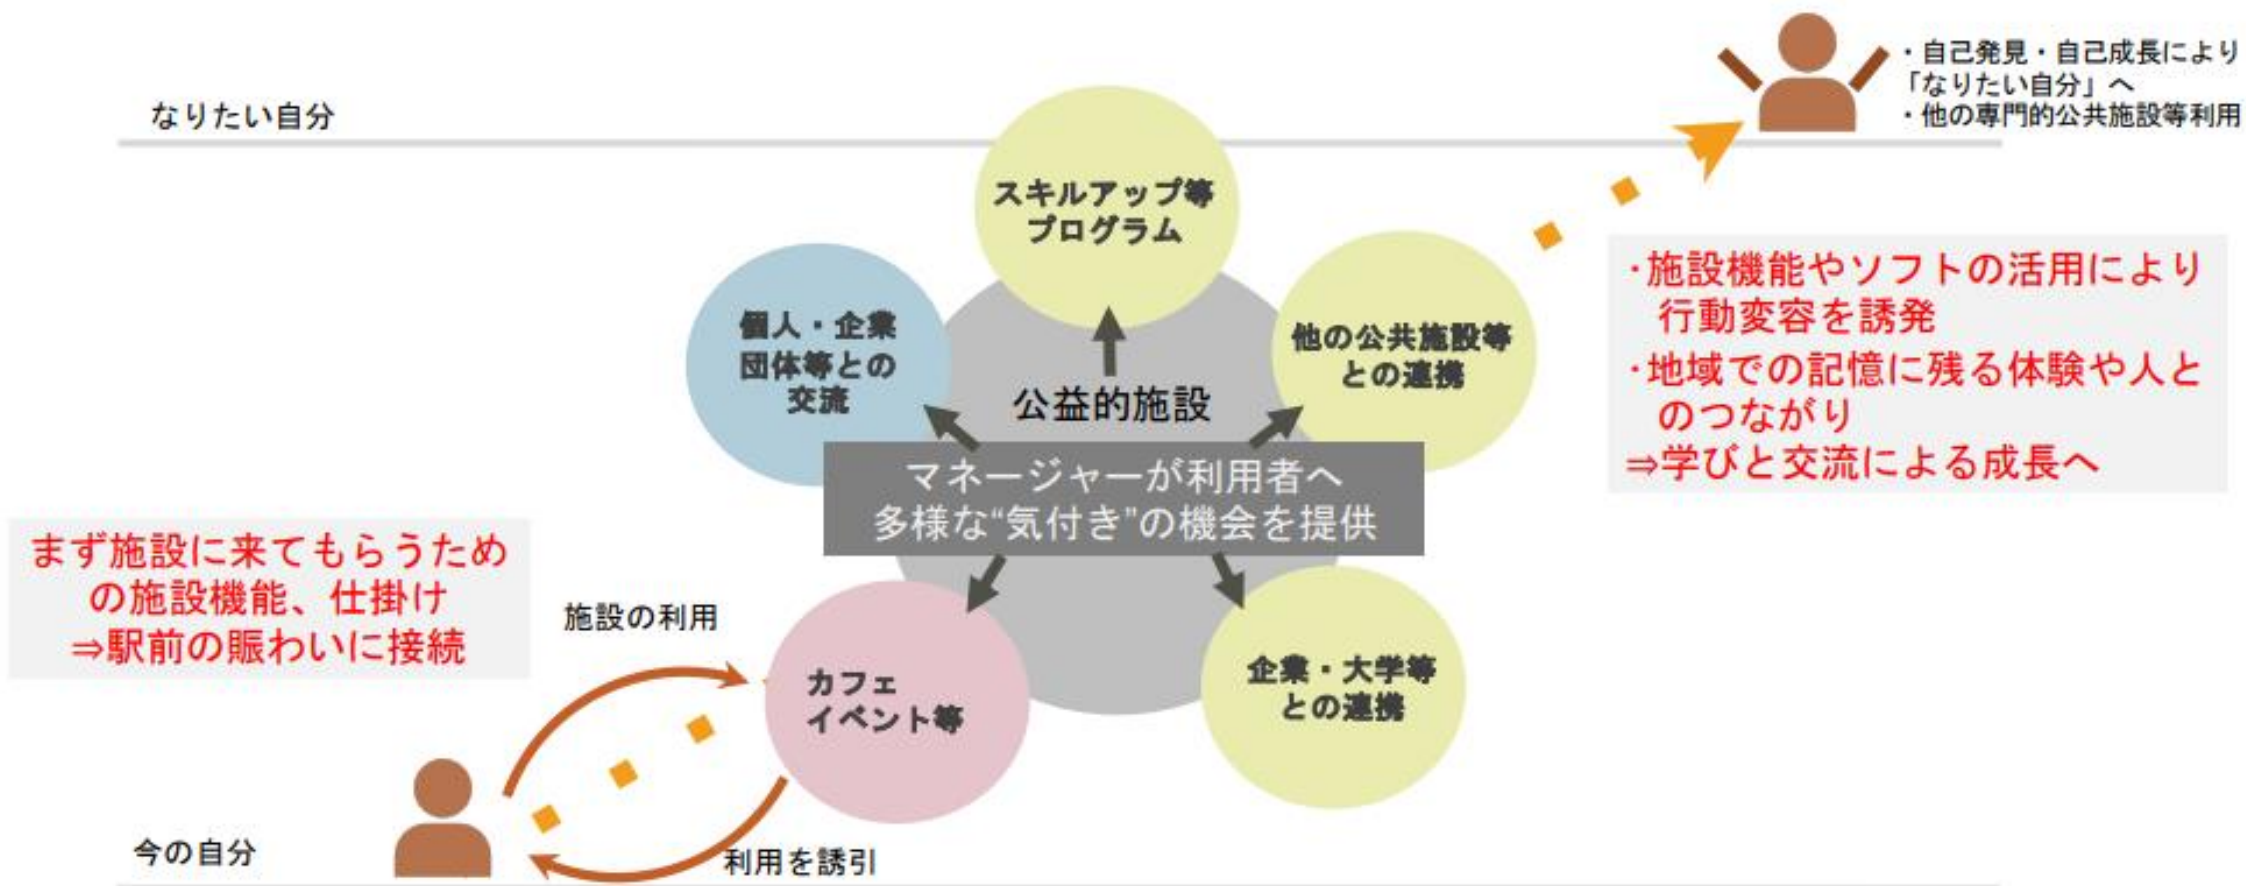 なりたい自分
・自己発見・自己成長により
「なりたい自分」へ
・他の専門的公共施設等利用
スキルアップ等
プログラム
個人・企業
団体等との
交流
他の公共施設等
との連携
・施設機能やソフトの活用により
行動変容を誘発
・地域での記憶に残る体験や人と
のつながり
⇒学びと交流による成長へ
公益的施設
マネージャーが利用者へ
多様な“気付き”の機会を提供
まず施設に来てもらうため
の施設機能、仕掛け
⇒駅前の賑わいに接続
施設の利用
カフェ
イベント等
企業・大学等
との連携
今の自分
利用を誘引